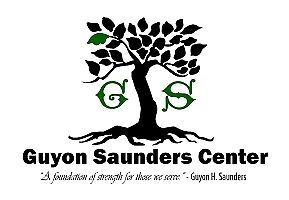 G S
Guyon Saunders Center
"A foundation of strength for those we serve." - Guyon H. Saunders